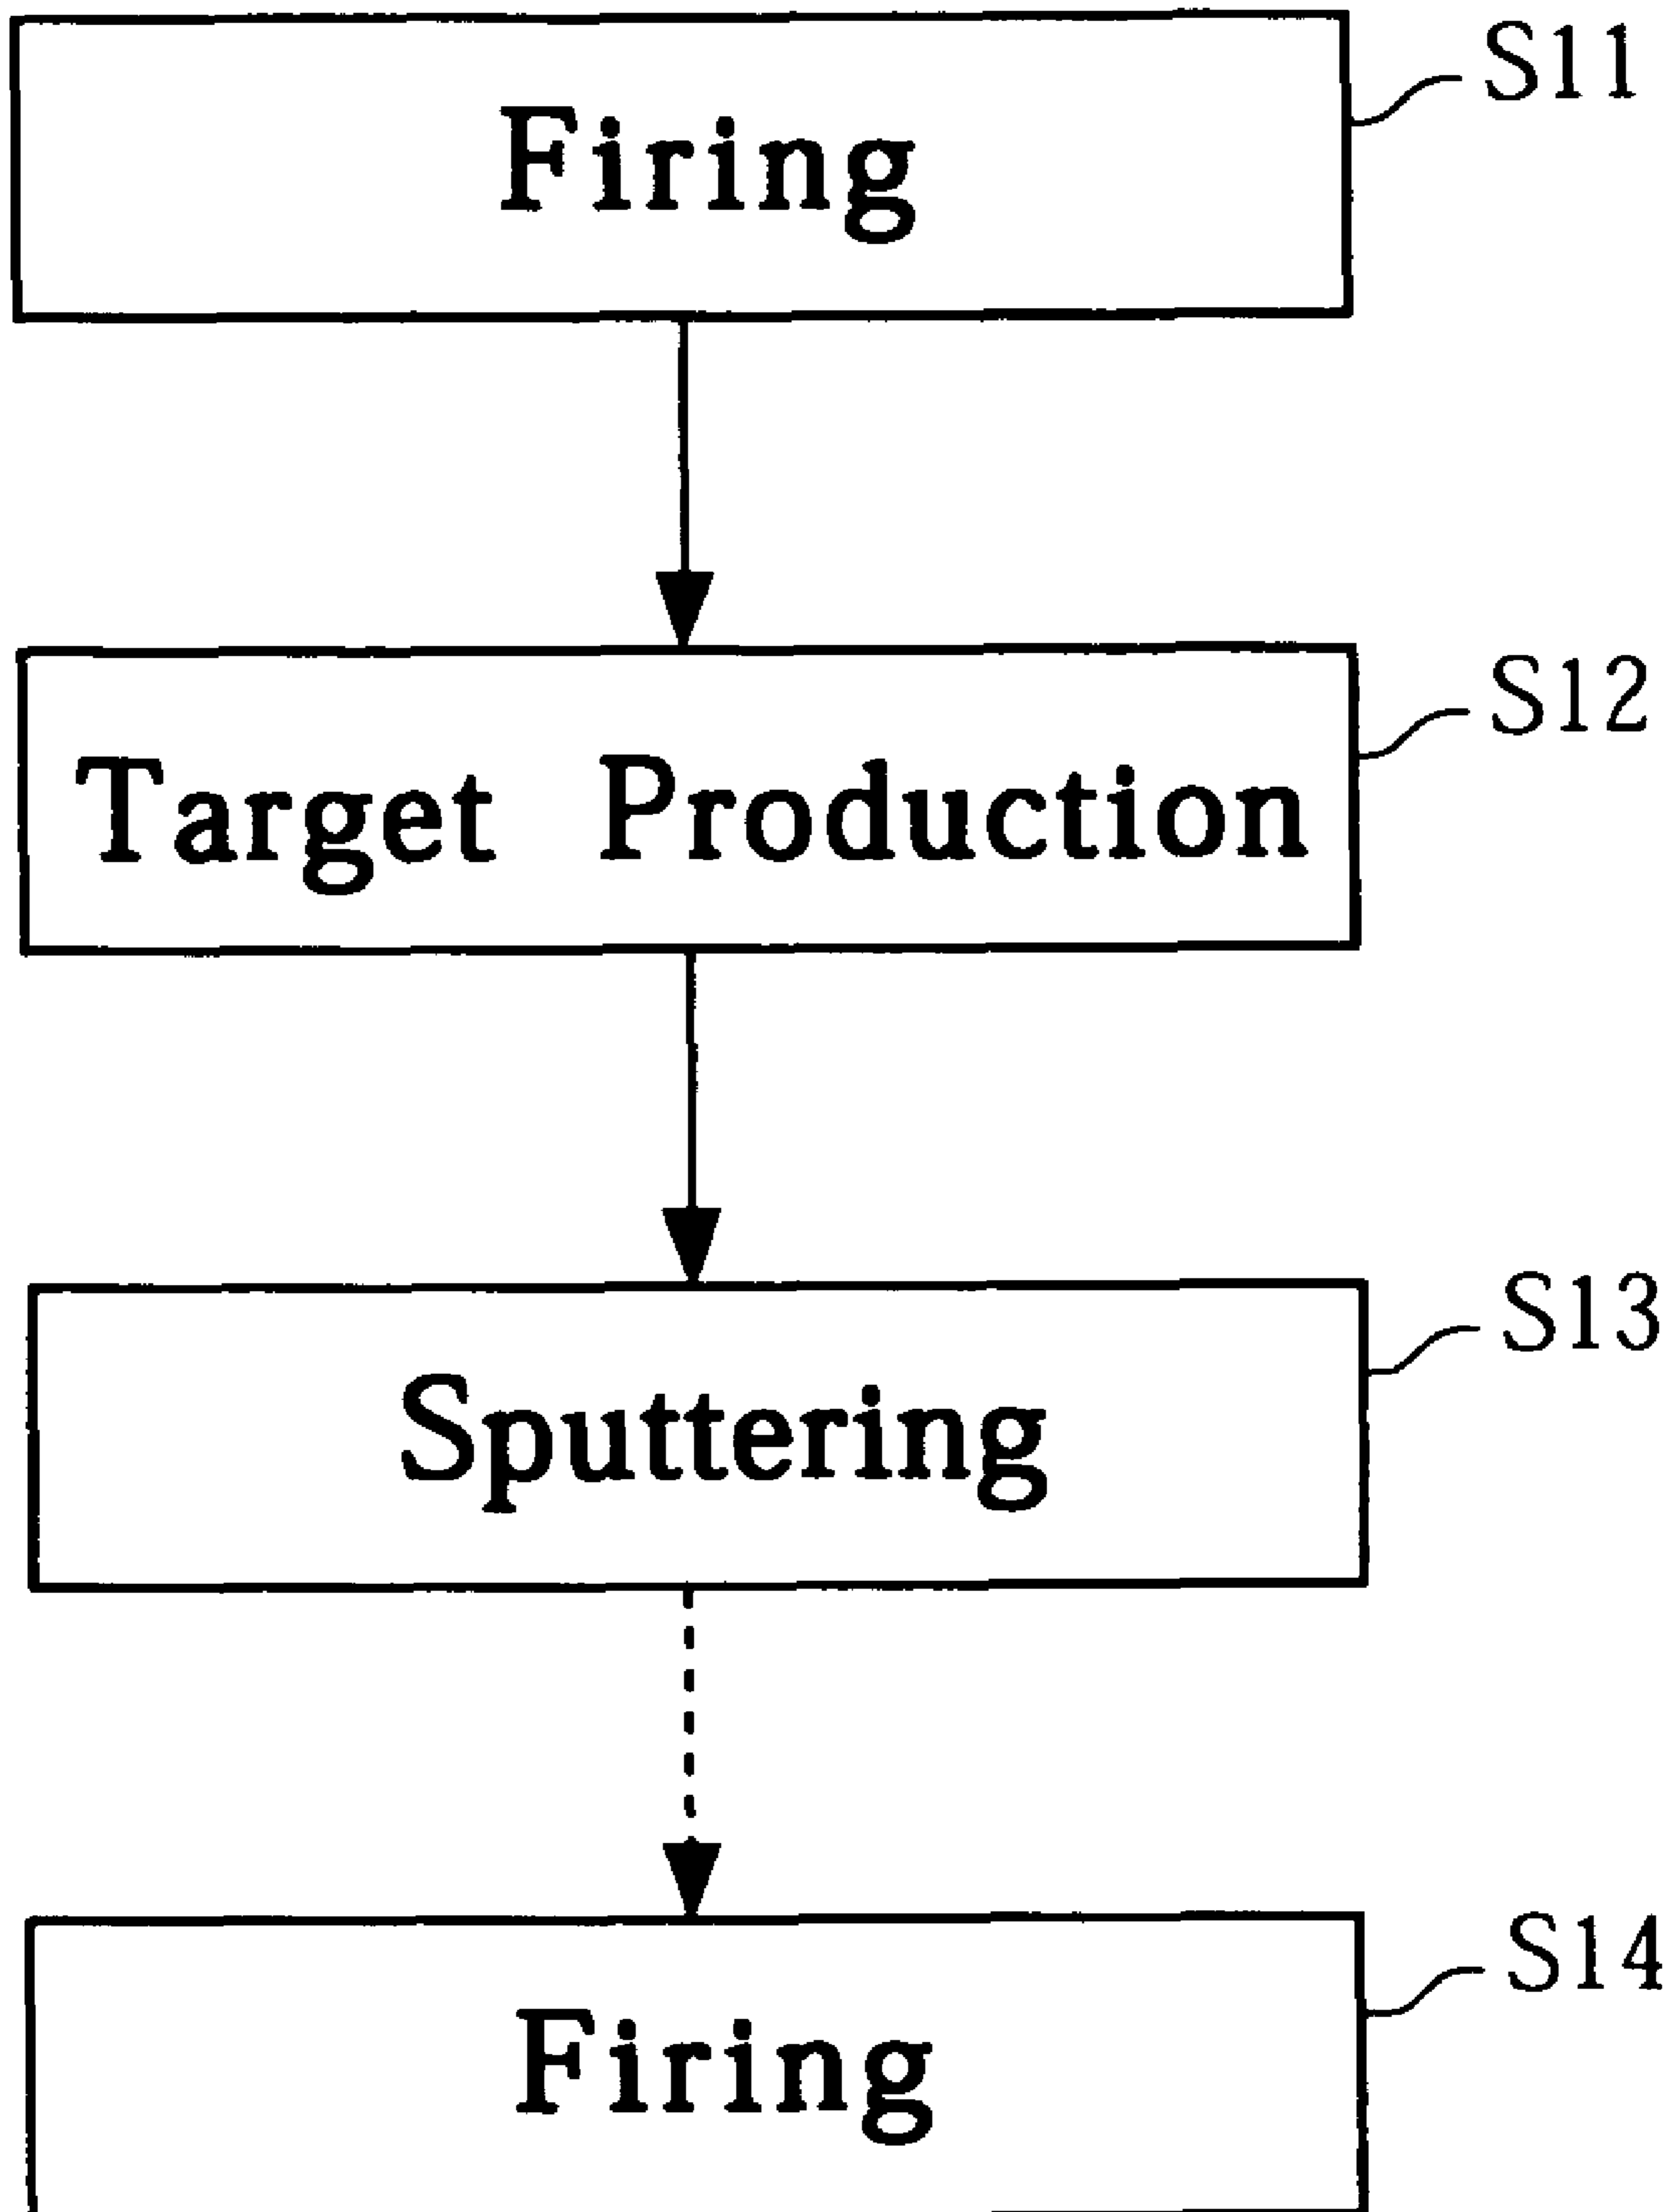 Firing
S11
Target Production
S12
Sputtering
S13
Firing
S14